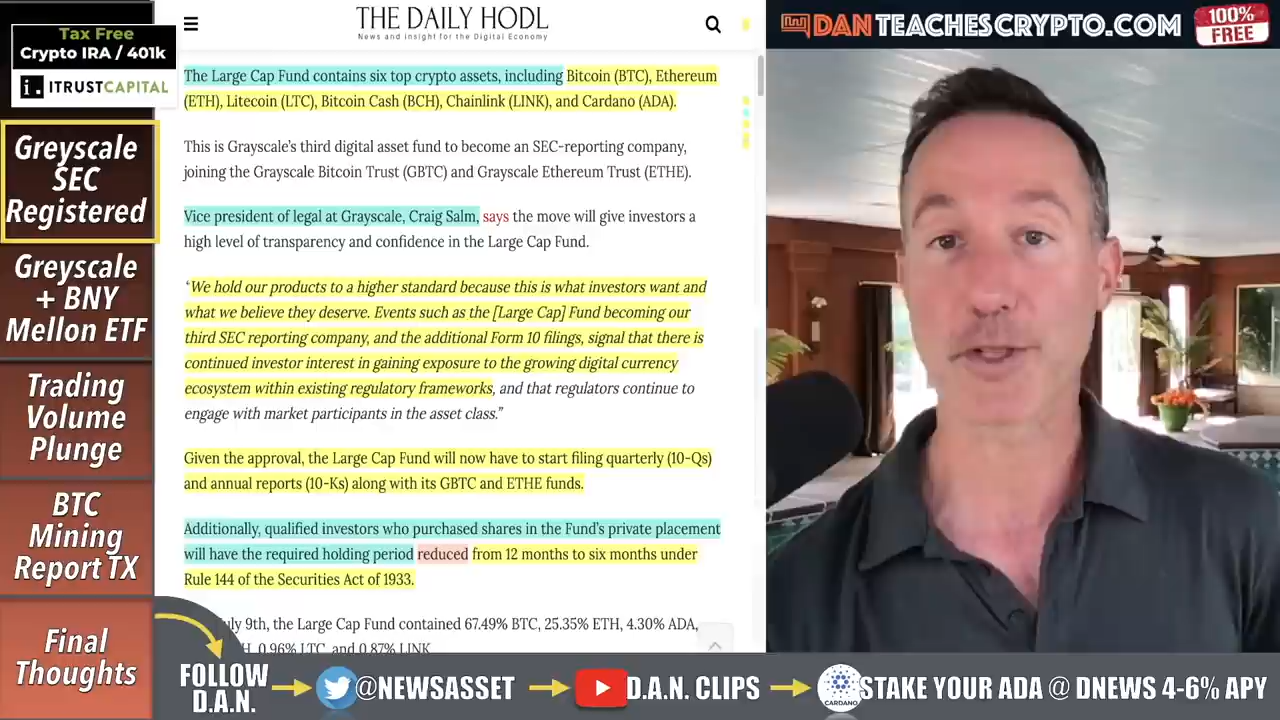 Tax Free
Crypto IRA / 401k
i. ITRUSTCAPITAL
Greyscale
SEC
Registered
Greyscale
+ BNY
Mellon ETF
Trading
Volume
Plunge
BTC
Mining
Report TX
Final
Thoughts
THE DAILY HODL
News and Insight for the Digital Economy
The Large Cap Fund contains six top crypto assets, including Bitcoin (BTC), Ethereum
(ETH), Litecoin (LTC), Bitcoin Cash (BCH), Chainlink (LINK), and Cardano (ADA).
This is Grayscale's third digital asset fund to become an SEC-reporting company,
joining the Grayscale Bitcoin Trust (GBTC) and Grayscale Ethereum Trust (ETHE).
Vice president of legal at Grayscale, Craig Salm, says the move will give investors a
high level of transparency and confidence in the Large Cap Fund.
“We hold our products to a higher standard because this is what investors want and
what we believe they deserve. Events such as the [Large Cap] Fund becoming our
third SEC reporting company, and the additional Form 10 filings, signal that there is
continued investor interest in gaining exposure to the growing digital currency
ecosystem within existing regulatory frameworks, and that regulators continue to
engage with market participants in the asset class.”
Given the approval, the Large Cap Fund will now have to start filing quarterly (10-Qs)
and annual reports (10-Ks) along with its GBTC and ETHE funds.
Additionally, qualified investors who purchased shares in the Fund's private placement
will have the required holding period reduced from 12 months to six months under
Rule 144 of the Securities Act of 1933.
9th, the Large Cap Fund contained 67.49% BTC, 25.35% ETH, 4.30% ADA,
0.96% LTC, and 0.87% LINK
DANTEACHESCRYPTO.COM
100%
FREE
FOLLOW
D.A.N.
@NEWSASSET
D.A.N. CLIPS
CARDANO
STAKE YOUR ADA @ DNEWS 4-6% APY